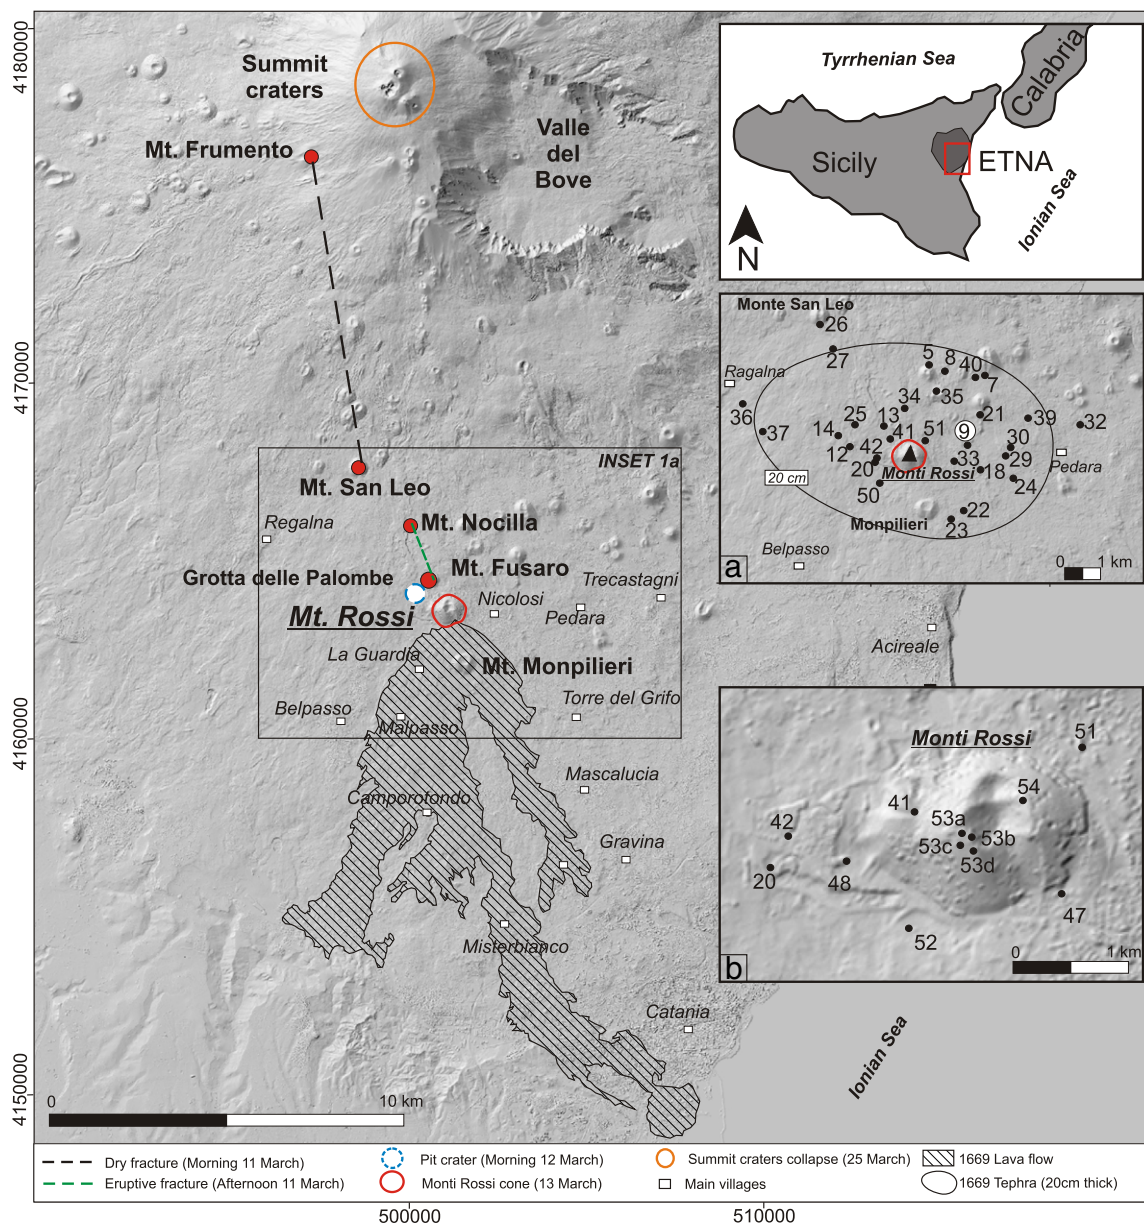 4180000
4170000
4160000
4150000
Summit
craters
Mt. Frumento
Valle
del
Bove
Mt. San Leo
INSET 1a
Regalna
Mt. Nocilla
Mt. Fusaro
Grotta delle Palombe
Trecastagni
Nicolosi
Pedara
Mt. Rossi
La Guardia
Mt. Monpilieri
Belpasso
Malpasso
Torre del Grifo
Mascalucia
Camporotondo
Gravina
Misterbianco
Catania
Acireale
Ionian Sea
0 10 km
Tyrrhenian Sea
Calabria
Sicily
ETNA
Ionian Sea
N
Monte San Leo
26
27
5
8
40
7
Ragalna
35
34
36
37
25
13
14
41
12
42
20
50
51
21
39
32
9
30
33
29
18
24
Pedara
Monti Rossi
20 cm
22
23
Monpilieri
Belpasso
0 1 km
a
Monti Rossi
51
54
41
42
53a
53b
53c
53d
20
48
47
52
0 1 km
b
Dry fracture (Morning 11 March)
Eruptive fracture (Afternoon 11 March)
Pit crater (Morning 12 March)
Monti Rossi cone (13 March)
Summit craters collapse (25 March)
Main villages
1669 Lava flow
1669 Tephra (20cm thick)
500000
510000